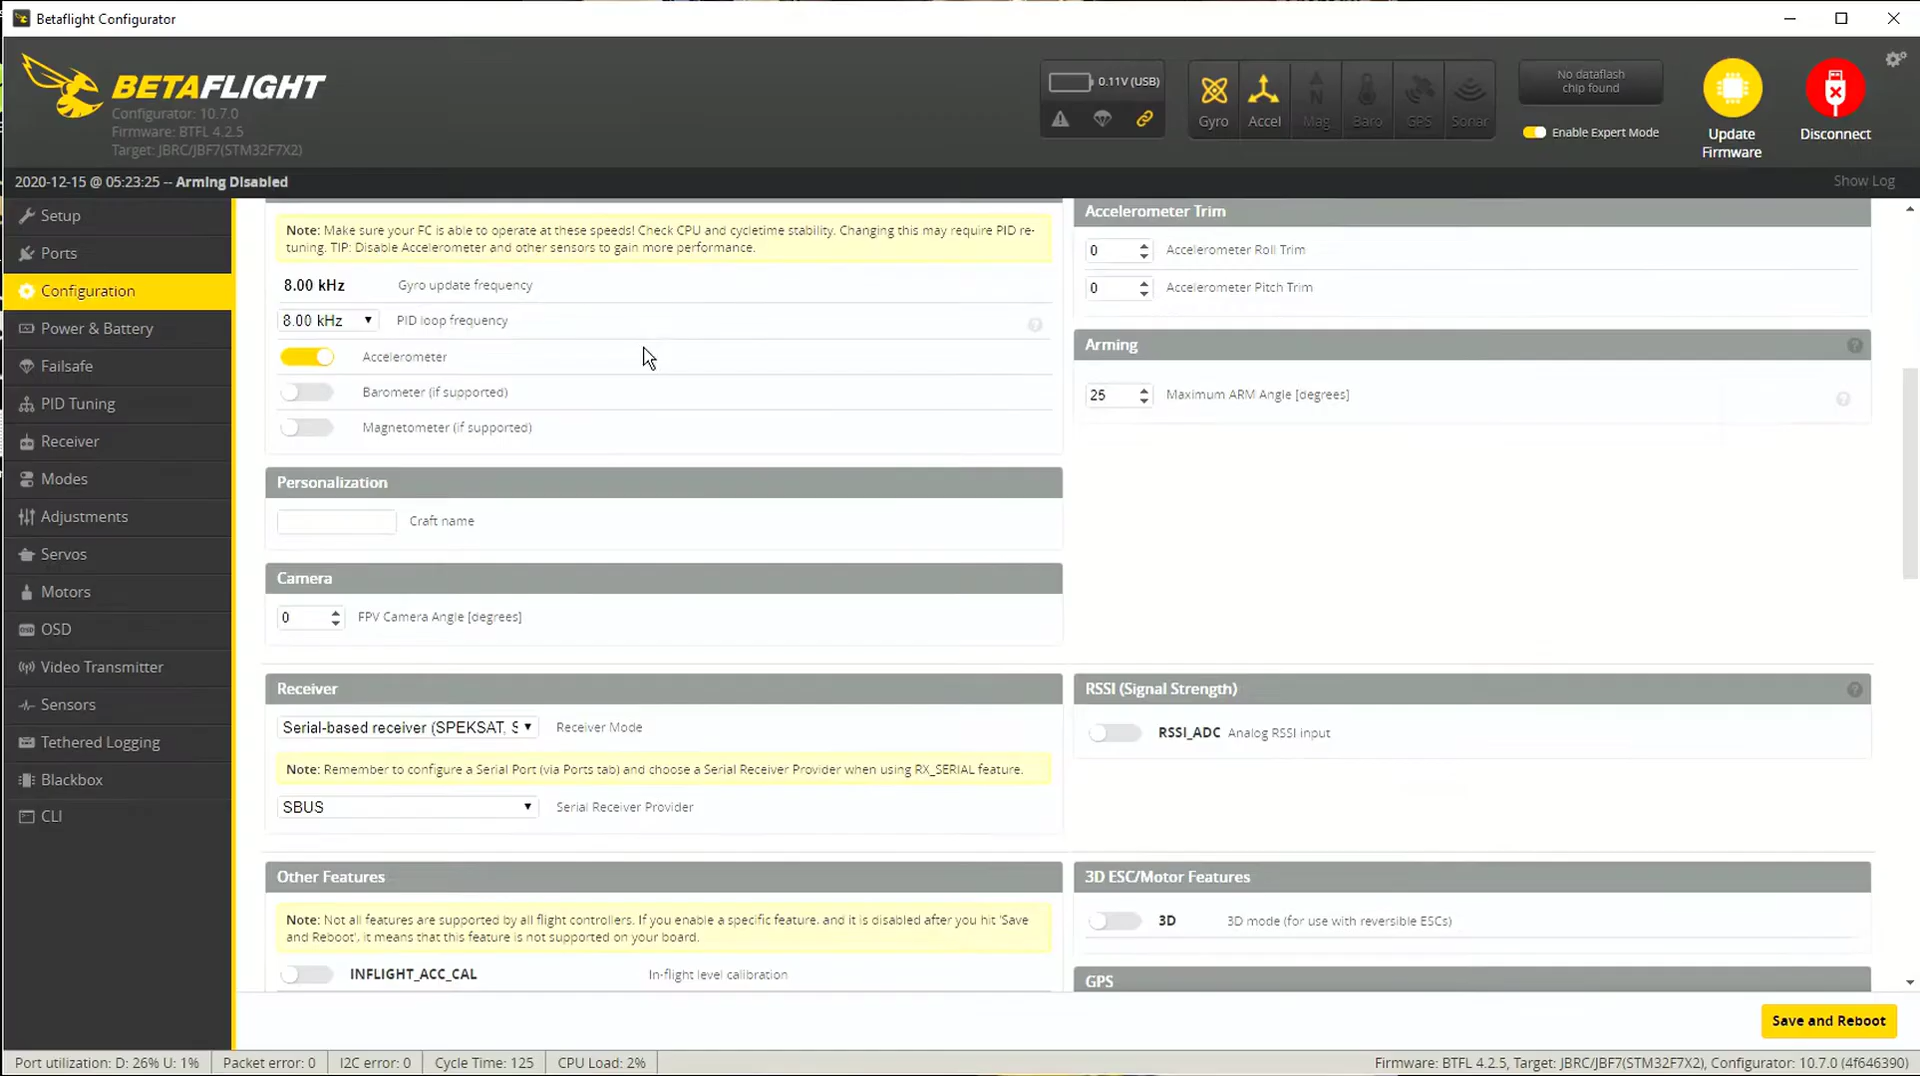 Betaflight Configurator
BETAFLIGHT
Configurator: 10.7.0
Firmware: BTFL 4.2.5
Target: JBRC/JBF7(STM32F7X2)
0.11V (USB)
Gyro
Accel
Mag
Baro
GPS
Sonar
No dataflash
chip found
Enable Expert Mode
Update
Firmware
Disconnect
2020-12-15 @ 05:23:25 -- Arming Disabled
Show Log
Setup
Ports
Configuration
Power & Battery
Failsafe
PID Tuning
Receiver
Modes
Adjustments
Servos
Motors
OSD
OSD
Video Transmitter
Sensors
Tethered Logging
Blackbox
CLI
Note: Make sure your FC is able to operate at these speeds! Check CPU and cycletime stability. Changing this may require PID re-
tuning. TIP: Disable Accelerometer and other sensors to gain more performance.
8.00 kHz Gyro update frequency
8.00 kHz PID loop frequency
Accelerometer
Barometer (if supported)
Magnetometer (if supported)
Accelerometer Trim
0 Accelerometer Roll Trim
0 Accelerometer Pitch Trim
Arming
25 Maximum ARM Angle [degrees]
Personalization
Craft name
Camera
0 FPV Camera Angle [degrees]
Receiver
Serial-based receiver (SPEKSAT, S Receiver Mode
Note: Remember to configure a Serial Port (via Ports tab) and choose a Serial Receiver Provider when using RX_SERIAL feature.
SBUS Serial Receiver Provider
RSSI (Signal Strength)
RSSI_ADC Analog RSSI input
Other Features
Note: Not all features are supported by all flight controllers. If you enable a specific feature, and it is disabled after you hit 'Save
and Reboot', it means that this feature is not supported on your board.
INFLIGHT_ACC_CAL In-flight level calibration
3D ESC/Motor Features
3D 3D mode (for use with reversible ESCs)
GPS
Save and Reboot
Port utilization: D: 26% U: 1% Packet error: 0 I2C error: 0 Cycle Time: 125 CPU Load: 2%
Firmware: BTFL 4.2.5, Target: JBRC/JBF7(STM32F7X2), Configurator: 10.7.0 (4f646390)